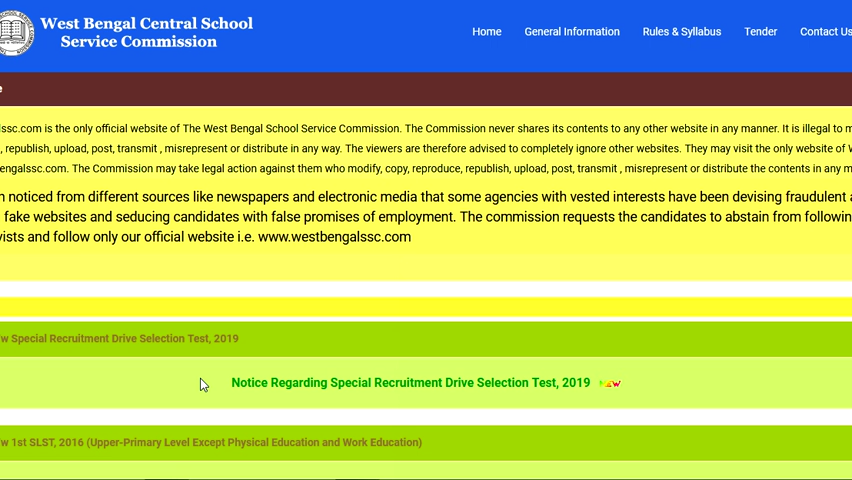 West Bengal Central School
Service Commission
Home General Information Rules & Syllabus Tender Contact Us
ssc.com is the only official website of The West Bengal School Service Commission. The Commission never shares its contents to any other website in any manner. It is illegal to
, republish, upload, post, transmit , misrepresent or distribute in any way. The viewers are therefore advised to completely ignore other websites. They may visit the only website of
engalssc.com. The Commission may take legal action against them who modify, copy, reproduce, republish, upload, post, transmit , misrepresent or distribute the contents in any
noticed from different sources like newspapers and electronic media that some agencies with vested interests have been devising fraudulent
fake websites and seducing candidates with false promises of employment. The commission requests the candidates to abstain from followin
vists and follow only our official website i.e. www.westbengalssc.com
w Special Recruitment Drive Selection Test, 2019
Notice Regarding Special Recruitment Drive Selection Test, 2019
w 1st SLST, 2016 (Upper-Primary Level Except Physical Education and Work Education)